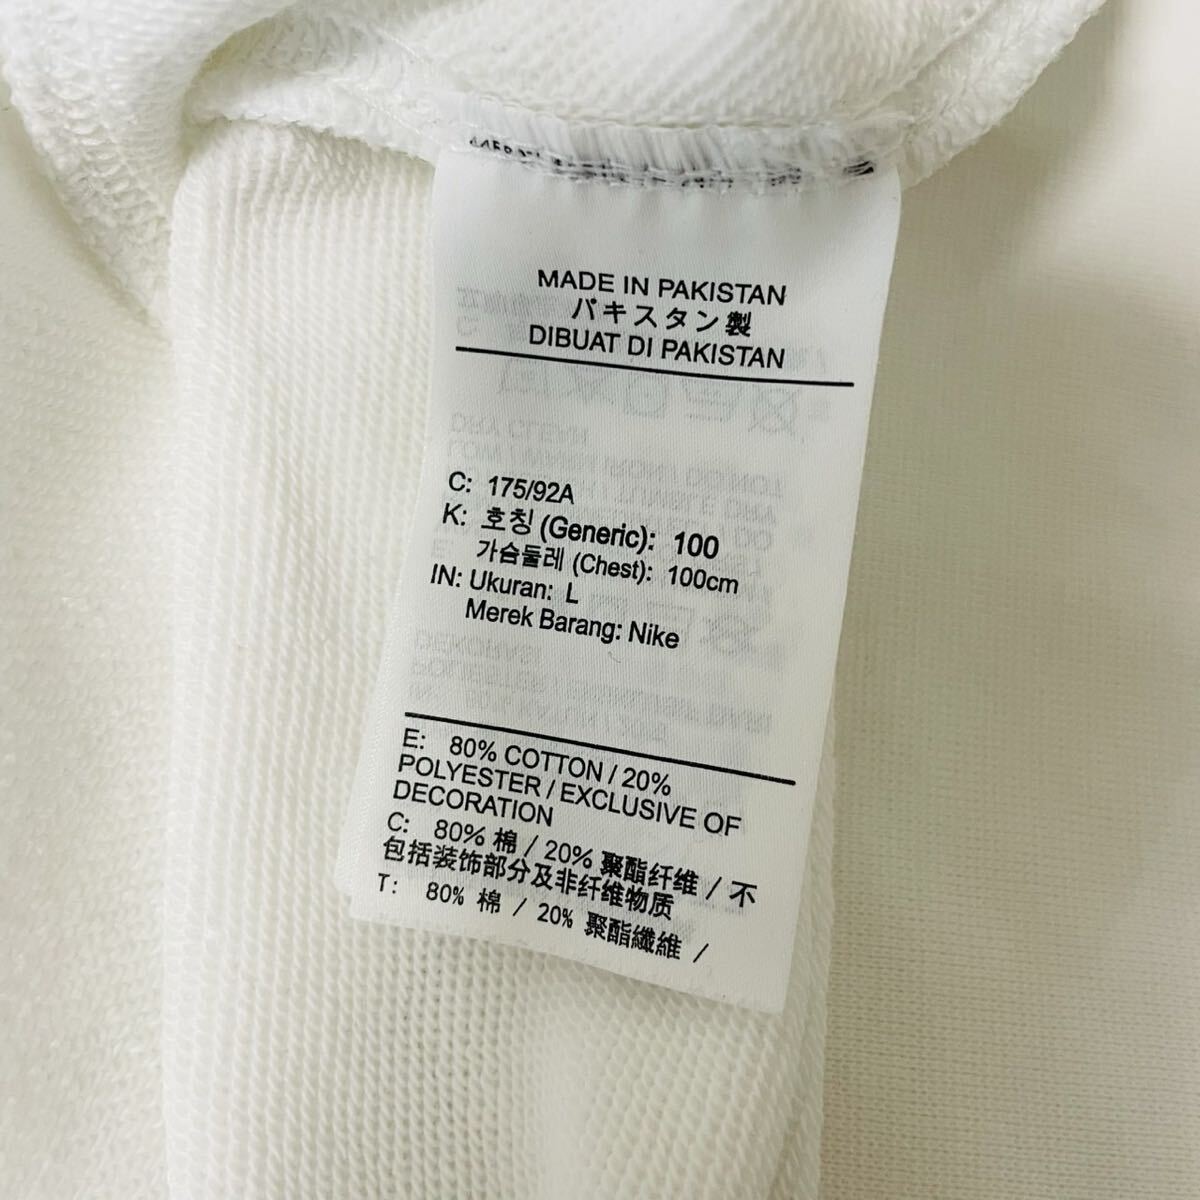 MADE IN PAKISTAN
パキスタン製
DIBUAT DI PAKISTAN
C: 175/92A
K: 호칭 (Generic): 100
가슴둘레 (Chest): 100cm
IN: Ukuran: L
Merek Barang: Nike
E: 80% COTTON / 20%
POLYESTER / EXCLUSIVE OF
DECORATION
C: 80% 棉 / 20% 聚酯纤维 / 不
包括装饰部分及非纤维物质
T: 80% 棉 / 20% 聚酯纖維 /